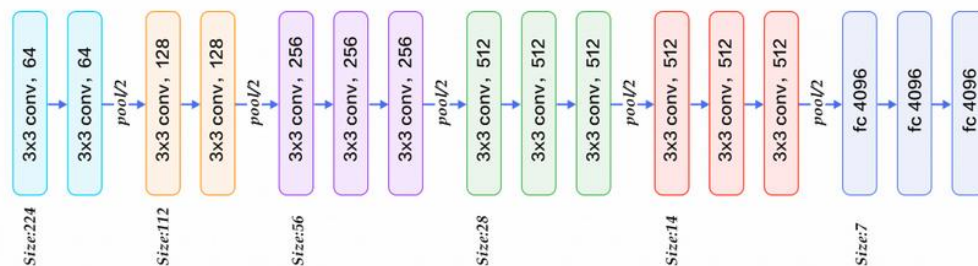 3x3 conv, 64
3x3 conv, 64
pool/2
3x3 conv, 128
3x3 conv, 128
pool/2
3x3 conv, 256
3x3 conv, 256
3x3 conv, 256
pool/2
3x3 conv, 512
3x3 conv, 512
3x3 conv, 512
pool/2
3x3 conv, 512
3x3 conv, 512
3x3 conv, 512
pool/2
fc 4096
fc 4096
fc 4096
Size:224
Size:112
Size:56
Size:28
Size:14
Size:7